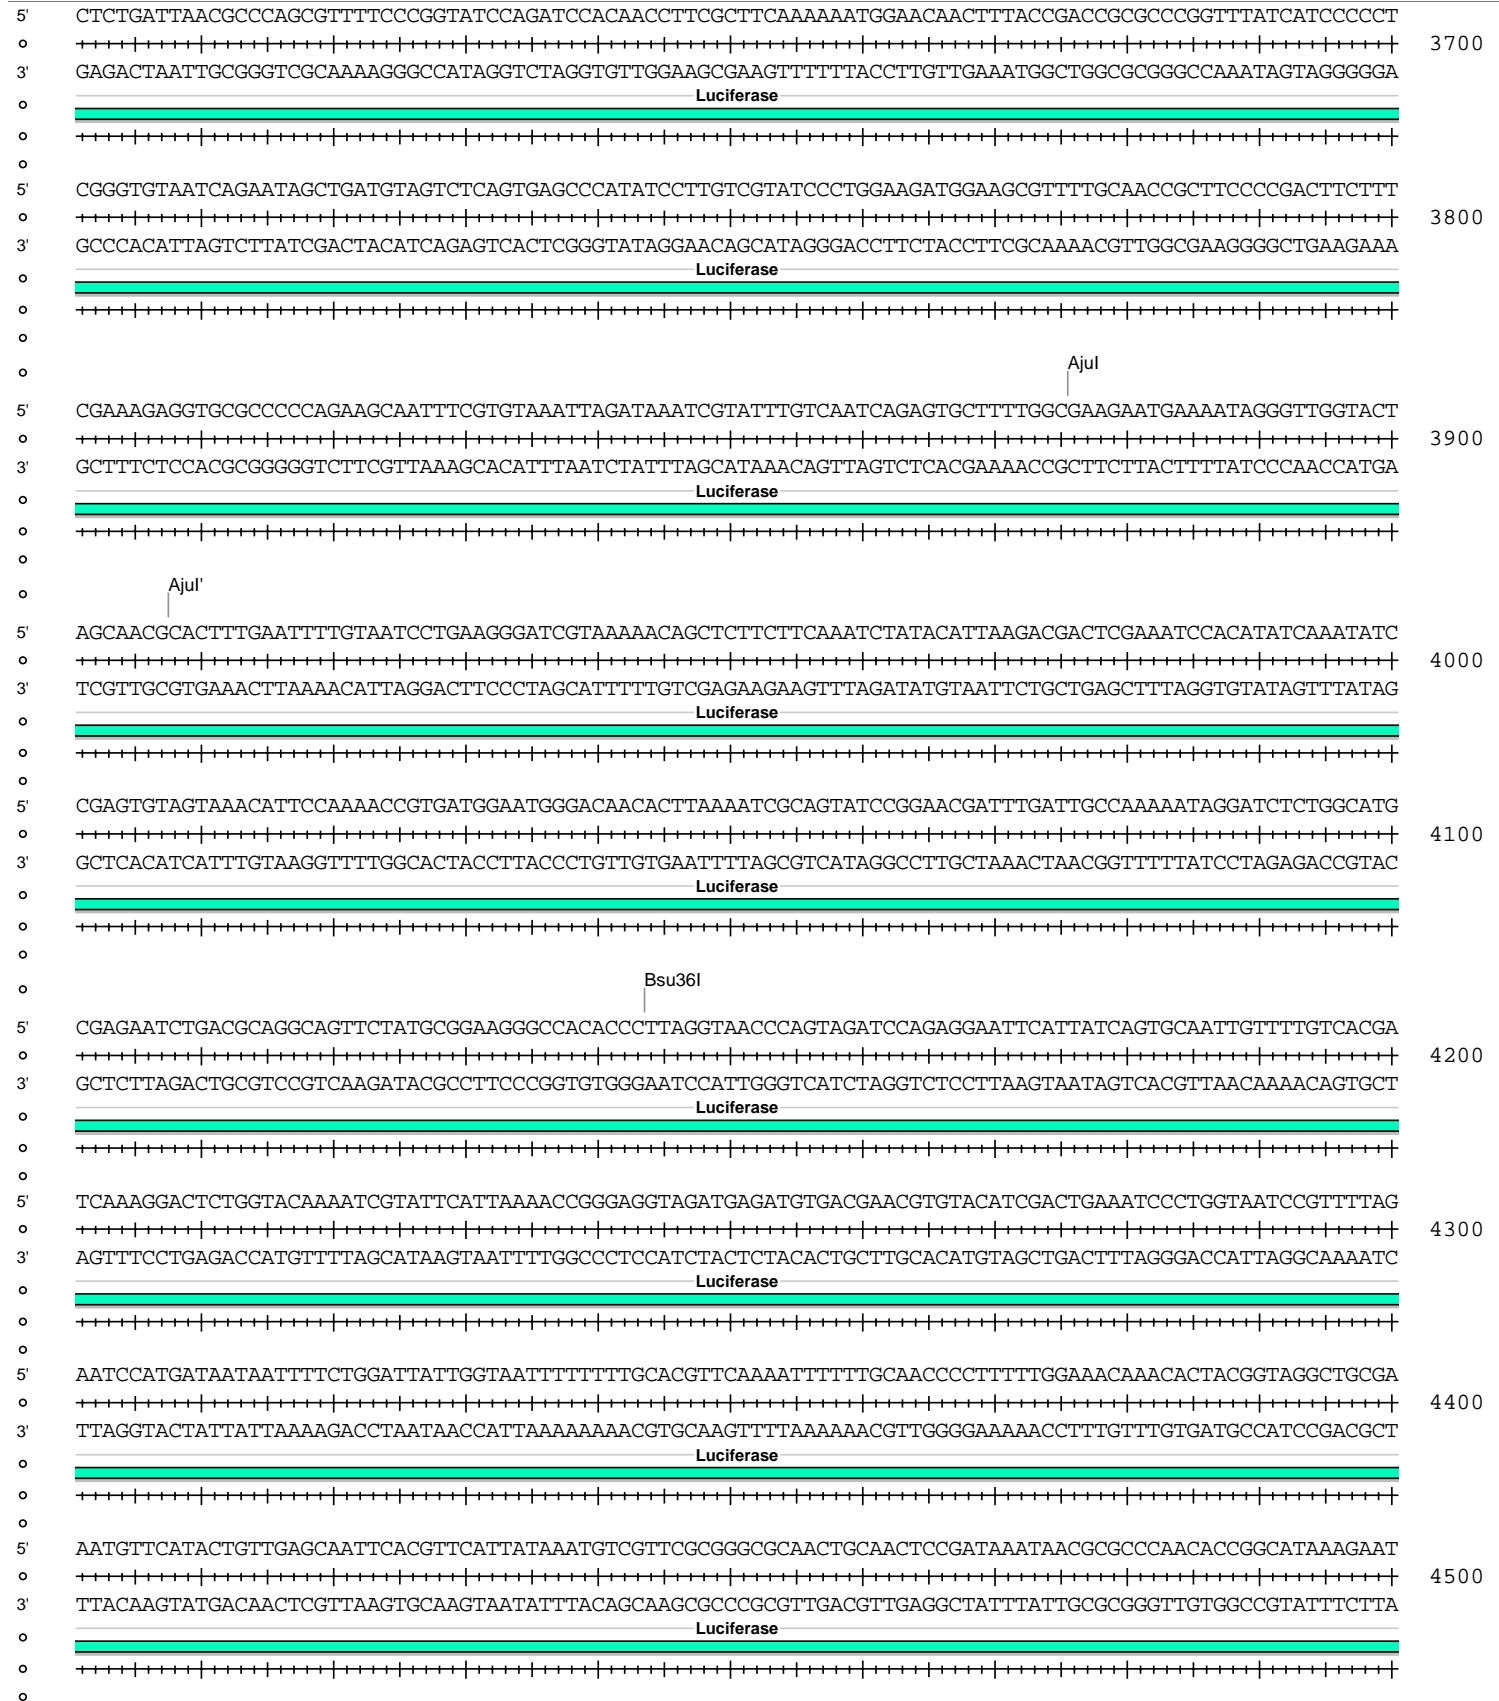 5' CTCTGATTAACGCCCAGCGTTTTCCCGGTATCCAGATCCACAACCTTCGCTTCAAAAAATGGAACAACTTTACCGACCGCGCCCGGTTTATCATCCCCCT
3700
3' GAGACTAATTGCGGGTCGCAAAAGGGCCATAGGTCTAGGTGTTGGAAGCGAAGTTTTTTACCTTGTTGAAATGGCTGGCGCGGGCCAAATAGTAGGGGGA
Luciferase
5' CGGGTGTAATCAGAATAGCTGATGTAGTCTCAGTGAGCCCATATCCTTGTCGTATCCCTGGAAGATGGAAGCGTTTTGCAACCGCTTCCCCGACTTCTTT
3800
3' GCCCACATTAGTCTTATCGACTACATCAGAGTCACTCGGGTATAGGAACAGCATAGGGACCTTCTACCTTCGCAAAACGTTGGCGAAGGGGCTGAAGAAA
Luciferase
AjuI
5' CGAAAGAGGTGCGCCCCCAGAAGCAATTTCGTGTAAATTAGATAAATCGTATTTGTCAATCAGAGTGCTTTTGGCGAAGAATGAAAATAGGGTTGGTACT
3900
3' GCTTTCTCCACGCGGGGGTCTTCGTTAAAGCACATTTAATCTATTTAGCATAAACAGTTAGTCTCACGAAAACCGCTTCTTACTTTTATCCCAACCATGA
Luciferase
AjuI'
5' AGCAACGCACTTTGAATTTTGTAATCCTGAAGGGATCGTAAAAACAGCTCTTCTTCAAATCTATACATTAAGACGACTCGAAATCCACATATCAAATATC
4000
3' TCGTTGCGTGAAACTTAAAACATTAGGACTTCCCTAGCATTTTTGTCGAGAAGAAGTTTAGATATGTAATTCTGCTGAGCTTTAGGTGTATAGTTTATAG
Luciferase
5' CGAGTGTAGTAAACATTCCAAAACCGTGATGGAATGGGACAACACTTAAAATCGCAGTATCCGGAACGATTTGATTGCCAAAAATAGGATCTCTGGCATG
4100
3' GCTCACATCATTTGTAAGGTTTTGGCACTACCTTACCCTGTTGTGAATTTTAGCGTCATAGGCCTTGCTAAACTAACGGTTTTTATCCTAGAGACCGTAC
Luciferase
Bsu36I
5' CGAGAATCTGACGCAGGCAGTTCTATGCGGAAGGGCCACACCCTTAGGTAACCCAGTAGATCCAGAGGAATTCATTATCAGTGCAATTGTTTTGTCACGA
4200
3' GCTCTTAGACTGCGTCCGTCAAGATACGCCTTCCCGGTGTGGGAATCCATTGGGTCATCTAGGTCTCCTTAAGTAATAGTCACGTTAACAAAACAGTGCT
Luciferase
5' TCAAAGGACTCTGGTACAAAATCGTATTCATTAAAACCGGGAGGTAGATGAGATGTGACGAACGTGTACATCGACTGAAATCCCTGGTAATCCGTTTTAG
4300
3' AGTTTCCTGAGACCATGTTTTAGCATAAGTAATTTTGGCCCTCCATCTACTCTACACTGCTTGCACATGTAGCTGACTTTAGGGACCATTAGGCAAAATC
Luciferase
5' AATCCATGATAATAATTTTCTGGATTATTGGTAATTTTTTTTGCACGTTCAAAATTTTTTGCAACCCCTTTTTGGAAACAAACACTACGGTAGGCTGCGA
4400
3' TTAGGTACTATTATTAAAAGACCTAATAACCATTAAAAAAAACGTGCAAGTTTTAAAAAACGTTGGGGAAAAACCTTTGTTTGTGATGCCATCCGACGCT
Luciferase
5' AATGTTCATACTGTTGAGCAATTCACGTTCATTATAAATGTCGTTCGCGGGCGCAACTGCAACTCCGATAAATAACGCGCCCAACACCGGCATAAAGAAT
4500
3' TTACAAGTATGACAACTCGTTAAGTGCAAGTAATATTTACAGCAAGCGCCCGCGTTGACGTTGAGGCTATTTATTGCGCGGGTTGTGGCCGTATTTCTTA
Luciferase